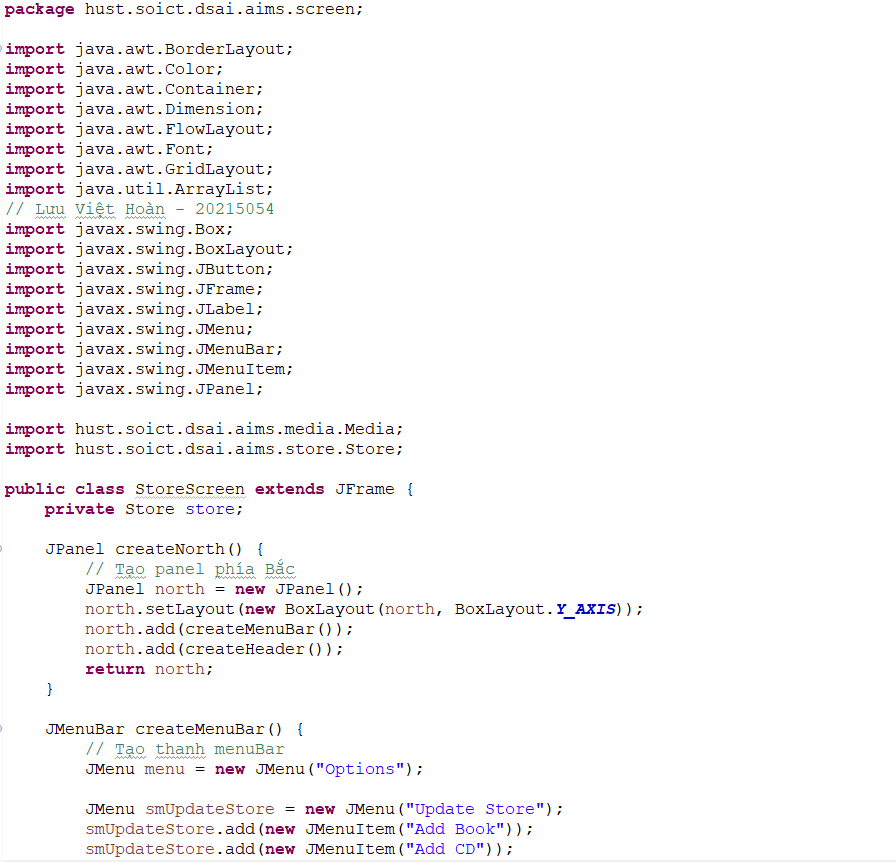 package hust.soict.dsai.aims.screen;
import java.awt.BorderLayout;
import java.awt.Color;
import java.awt.Container;
import java.awt.Dimension;
import java.awt.FlowLayout;
import java.awt.Font;
import java.awt.GridLayout;
import java.util.ArrayList;
// Lưu Việt Hoàn - 20215054
import javax.swing.Box;
import javax.swing.BoxLayout;
import javax.swing.JButton;
import javax.swing.JFrame;
import javax.swing.JLabel;
import javax.swing.JMenu;
import javax.swing.JMenuBar;
import javax.swing.JMenuItem;
import javax.swing.JPanel;
import hust.soict.dsai.aims.media.Media;
import hust.soict.dsai.aims.store.Store;
public class StoreScreen extends JFrame {
    private Store store;
    JPanel createNorth() {
        // Tạo panel phía Bắc
        JPanel north = new JPanel();
        north.setLayout(new BoxLayout(north, BoxLayout.Y_AXIS));
        north.add(createMenuBar());
        north.add(createHeader());
        return north;
    }
    JMenuBar createMenuBar() {
        // Tạo thanh menuBar
        JMenu menu = new JMenu("Options");
        JMenu smUpdateStore = new JMenu("Update Store");
        smUpdateStore.add(new JMenuItem("Add Book"));
        smUpdateStore.add(new JMenuItem("Add CD"));